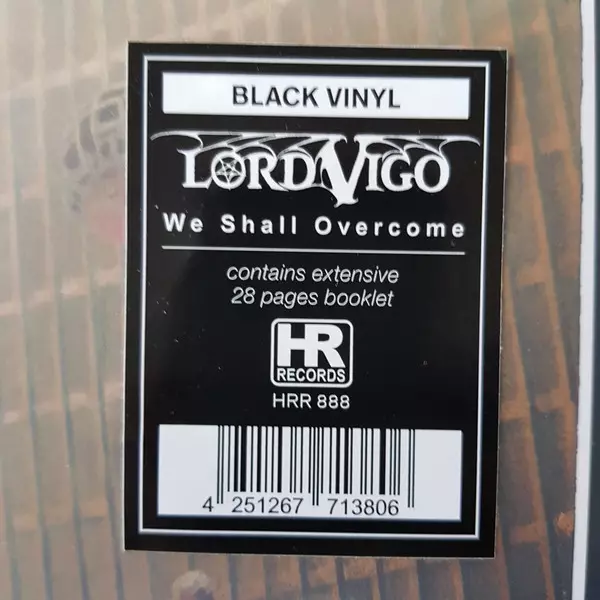 BLACK VINYL
LORD VIGO
We Shall Overcome
contains extensive
28 pages booklet
HR
RECORDS
HRR 888
4 251267 713806